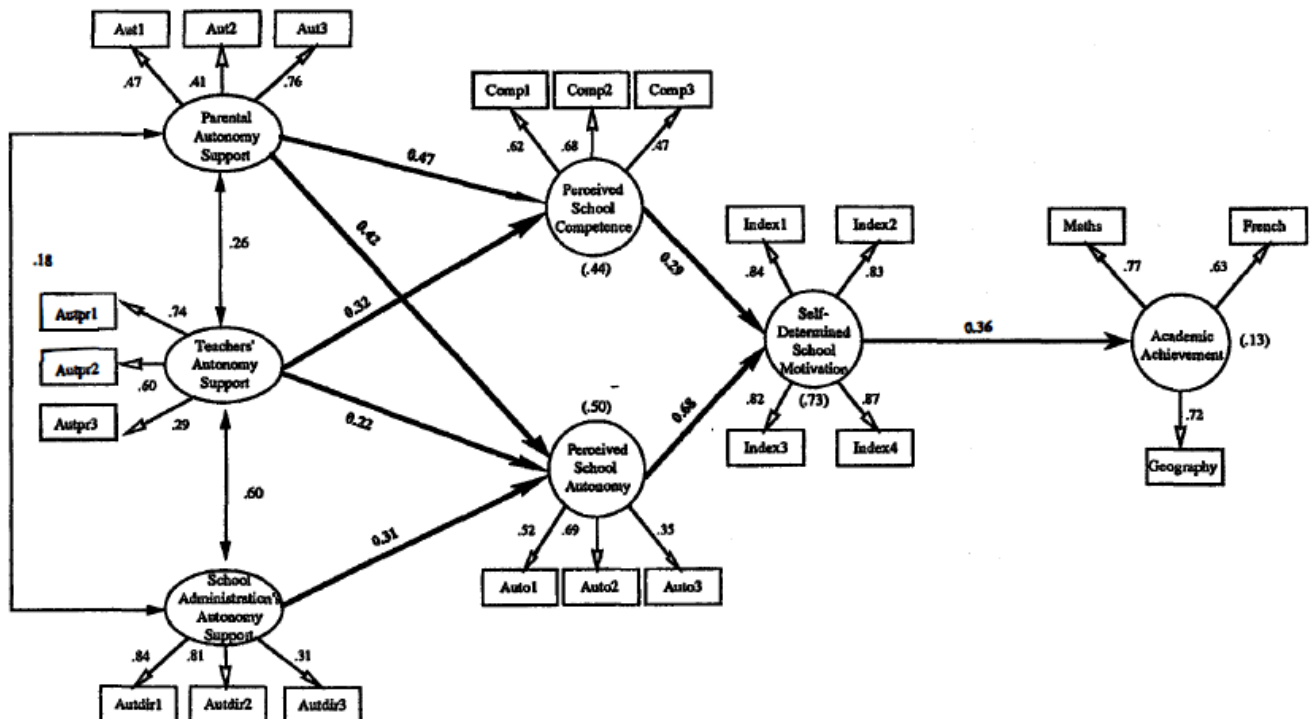 Aut1
Aut2
Aut3
.47
.41
.76
Parental
Autonomy
Support
Comp1
Comp2
Comp3
.62
.68
.47
Perceived
School
Competence
(.44)
0.47
0.42
.18
.26
0.32
0.29
Index1
Index2
.84
.83
Self-
Determined
School
Motivation
(.73)
.82
.87
Index3
Index4
0.36
Maths
French
.77
.63
Academic
Achievement
(.13)
.72
Geography
Autpr1
Autpr2
Autpr3
.74
.60
.29
Teachers'
Autonomy
Support
0.22
0.68
(.50)
Perceived
School
Autonomy
.52
.69
.35
Auto1
Auto2
Auto3
.60
0.31
School
Administration's
Autonomy
Support
.84
.81
.31
Autdir1
Autdir2
Autdir3